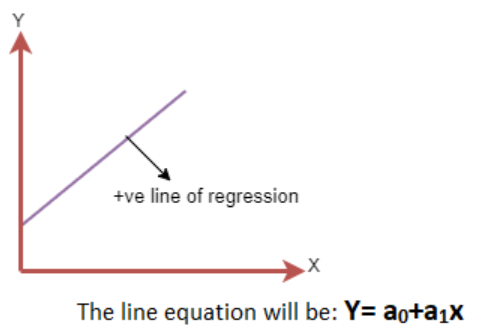 Y
+ve line of regression
X
The line equation will be: Y= a₀+a₁x